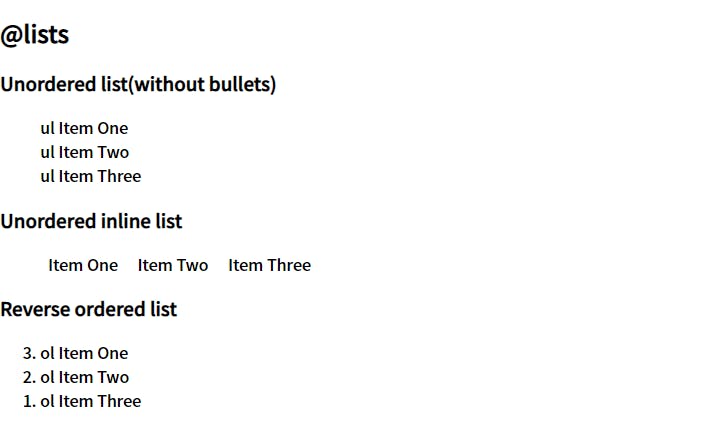 @lists
Unordered list(without bullets)
ul Item One
ul Item Two
ul Item Three
Unordered inline list
Item One Item Two Item Three
Reverse ordered list
3. ol Item One
2. ol Item Two
1. ol Item Three